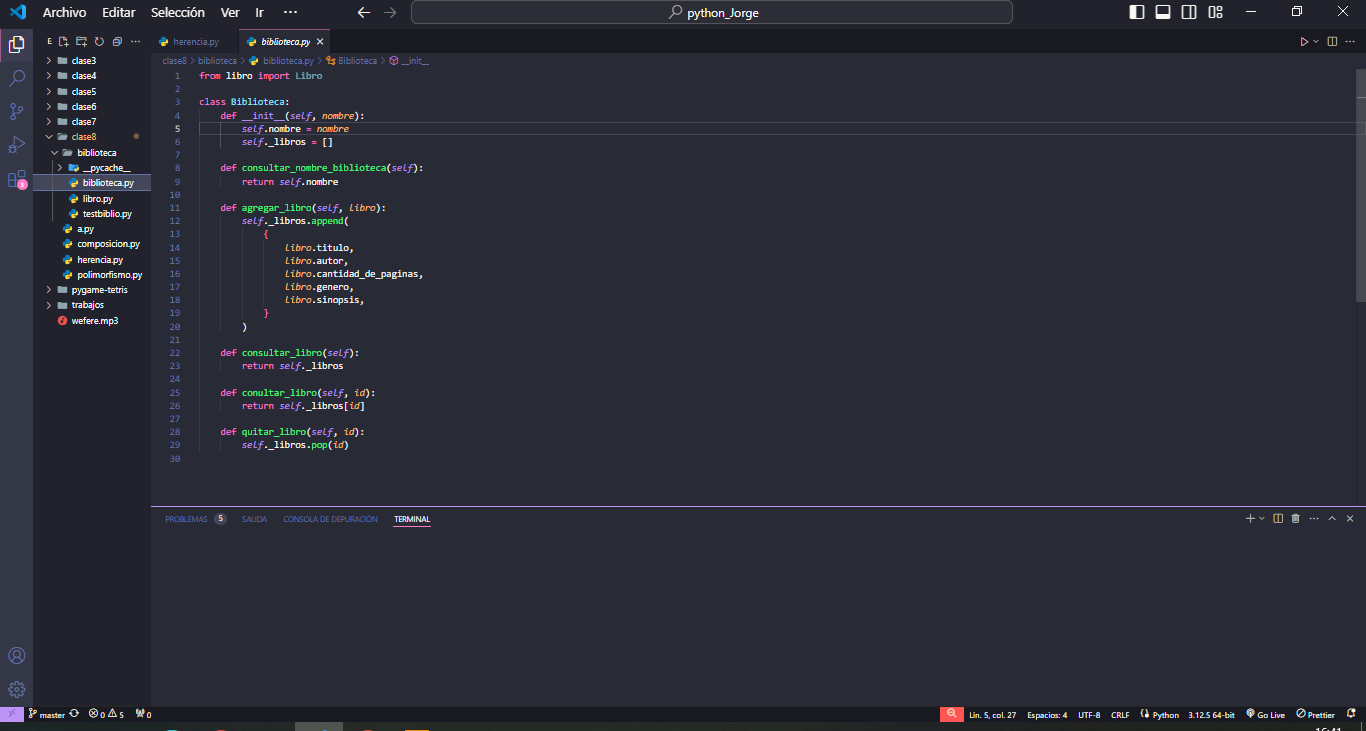 Archivo Editar Selección Ver Ir ···
python_Jorge
E
herencia.py
biblioteca.py
clase8 > biblioteca > biblioteca.py > Biblioteca > __init__
clase3
clase4
clase5
clase6
clase7
clase8
biblioteca
__pycache__
biblioteca.py
libro.py
testbiblio.py
a.py
composicion.py
herencia.py
polimorfismo.py
pygame-tetris
trabajos
wefere.mp3
3
1 from libro import Libro
2
3 class Biblioteca:
4 def __init__(self, nombre):
5 self.nombre = nombre
6 self._libros = []
7
8 def consultar_nombre_biblioteca(self):
9 return self.nombre
10
11 def agregar_libro(self, libro):
12 self._libros.append(
13 {
14 libro.titulo,
15 libro.autor,
16 libro.cantidad_de_paginas,
17 libro.genero,
18 libro.sinopsis,
19 }
20 )
21
22 def consultar_libro(self):
23 return self._libros
24
25 def conultar_libro(self, id):
26 return self._libros[id]
27
28 def quitar_libro(self, id):
29 self._libros.pop(id)
30
PROBLEMAS 5 SALIDA CONSOLA DE DEPURACIÓN TERMINAL
master 0 5 0
Lín. 5, col. 27 Espacios: 4 UTF-8 CRLF Python 3.12.5 64-bit Go Live Prettier